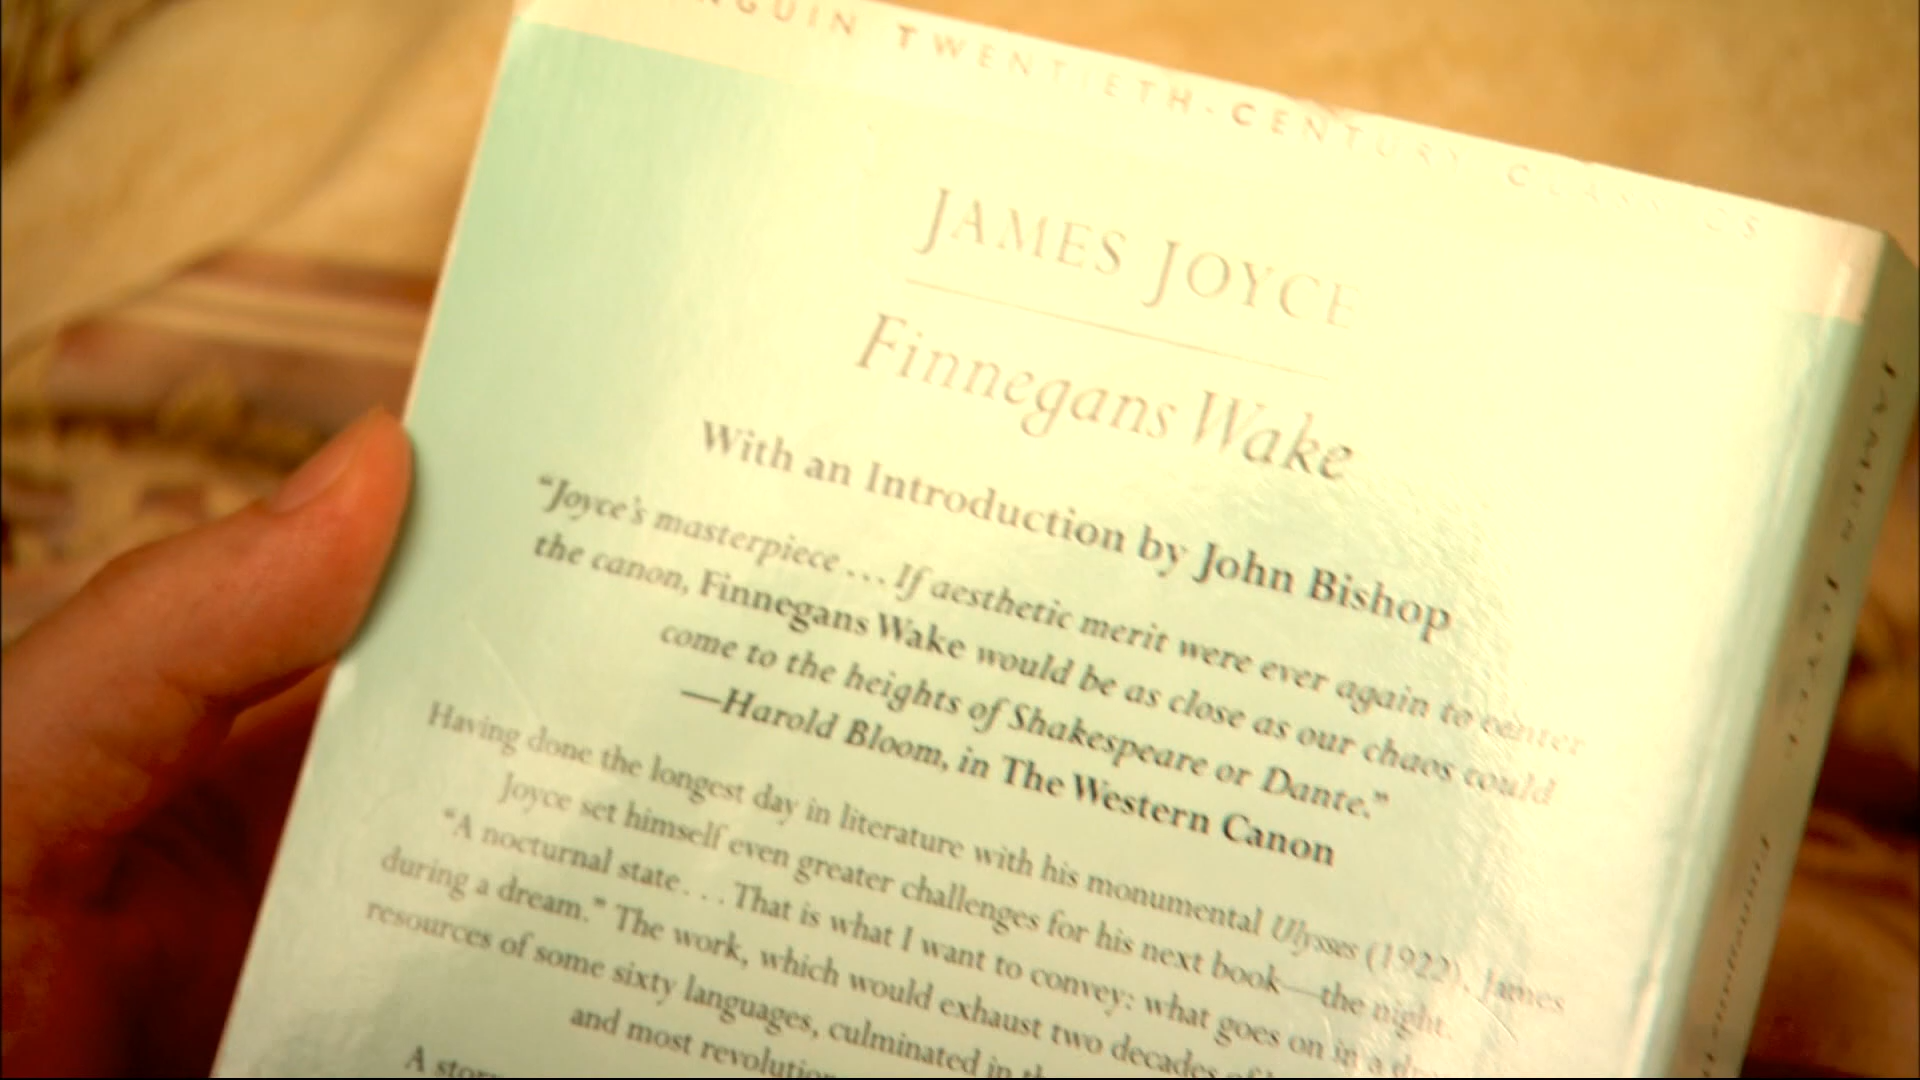 NGUIN TWENTIETH-CENTURY CLASSICS
JAMES JOYCE
Finnegans Wake
With an Introduction by John Bishop
“Joyce’s masterpiece ... If aesthetic merit were ever again to center
the canon, Finnegans Wake would be as close as our chaos could
come to the heights of Shakespeare or Dante.”
—Harold Bloom, in The Western Canon
Having done the longest day in literature with his monumental Ulysses (1922), James
Joyce set himself even greater challenges for his next book—the night.
“A nocturnal state. . . That is what I want to convey: what goes on in a
during a dream.” The work, which would exhaust two decades of
resources of some sixty languages, culminated in
and most
A
JAMES JOYCE